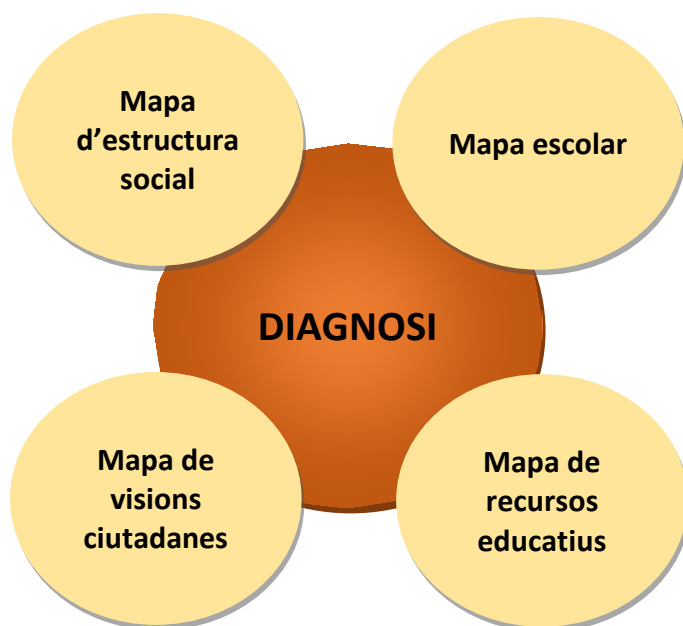 Mapa
d’estructura
social
Mapa escolar
DIAGNOSI
Mapa de
visions
ciutadanes
Mapa de
recursos
educatius